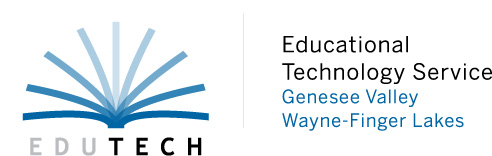 EDUTECH
Educational
Technology Service
Genesee Valley
Wayne-Finger Lakes